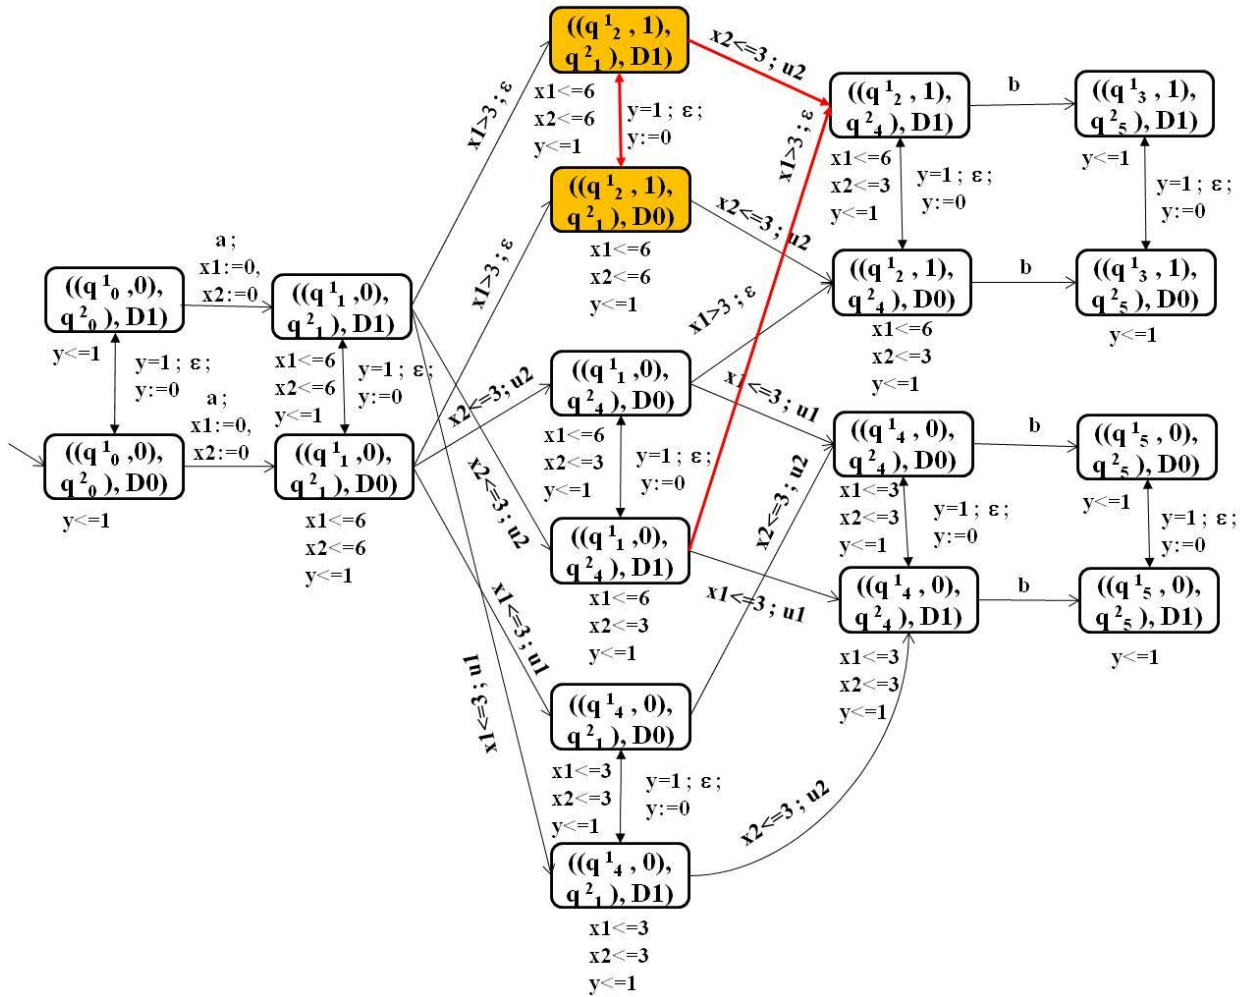 ((q¹₂ , 1),
q²₁ ), D1)
x1<=6
x2<=6
y<=1
y=1 ; ε;
y:=0
x1>3 ; ε
x2<=3 ; u2
((q¹₂ , 1),
q²₁ ), D0)
x1<=6
x2<=6
y<=1
x1>3; ε
x2<=3; u2
x1>3; ε
((q¹₂ , 1),
q²₄ ), D1)
x1<=6
x2<=3
y<=1
y=1 ; ε;
y:=0
b
((q¹₃ , 1),
q²₅ ), D1)
y<=1
y=1 ; ε;
y:=0
((q¹₂ , 1),
q²₄ ), D0)
x1<=6
x2<=3
y<=1
b
((q¹₃ , 1),
q²₅ ), D0)
y<=1
((q¹₀ ,0),
q²₀ ), D1)
y<=1
y=1 ; ε;
y:=0
a ;
x1:=0,
x2:=0
((q¹₁ ,0),
q²₁ ), D1)
x1<=6
x2<=6
y<=1
y=1 ; ε;
y:=0
((q¹₀ ,0),
q²₀ ), D0)
y<=1
a;
x1:=0,
x2:=0
((q¹₁ ,0),
q²₁ ), D0)
x1<=6
x2<=6
y<=1
x2<=3; u2
x2<=3 ; u2
x1<=3; u1
x1<=3; u1
((q¹₁ ,0),
q²₄ ), D0)
x1<=6
x2<=3
y<=1
y=1 ; ε;
y:=0
x1>3 ; ε
x1<=3; u1
((q¹₁ ,0),
q²₄ ), D1)
x1<=6
x2<=3
y<=1
x1<=3 ; u1
((q¹₄ , 0),
q²₄ ), D0)
x1<=3
x2<=3
y<=1
y=1 ; ε;
y:=0
b
((q¹₅ , 0),
q²₅ ), D0)
y<=1
y=1 ; ε;
y:=0
((q¹₄ , 0),
q²₄ ), D1)
x1<=3
x2<=3
y<=1
b
((q¹₅ , 0),
q²₅ ), D1)
y<=1
((q¹₄ , 0),
q²₁ ), D0)
x1<=3
x2<=3
y<=1
y=1 ; ε;
y:=0
x2<=3; u2
((q¹₄ , 0),
q²₁ ), D1)
x1<=3
x2<=3
y<=1
x2<=3 ; u2